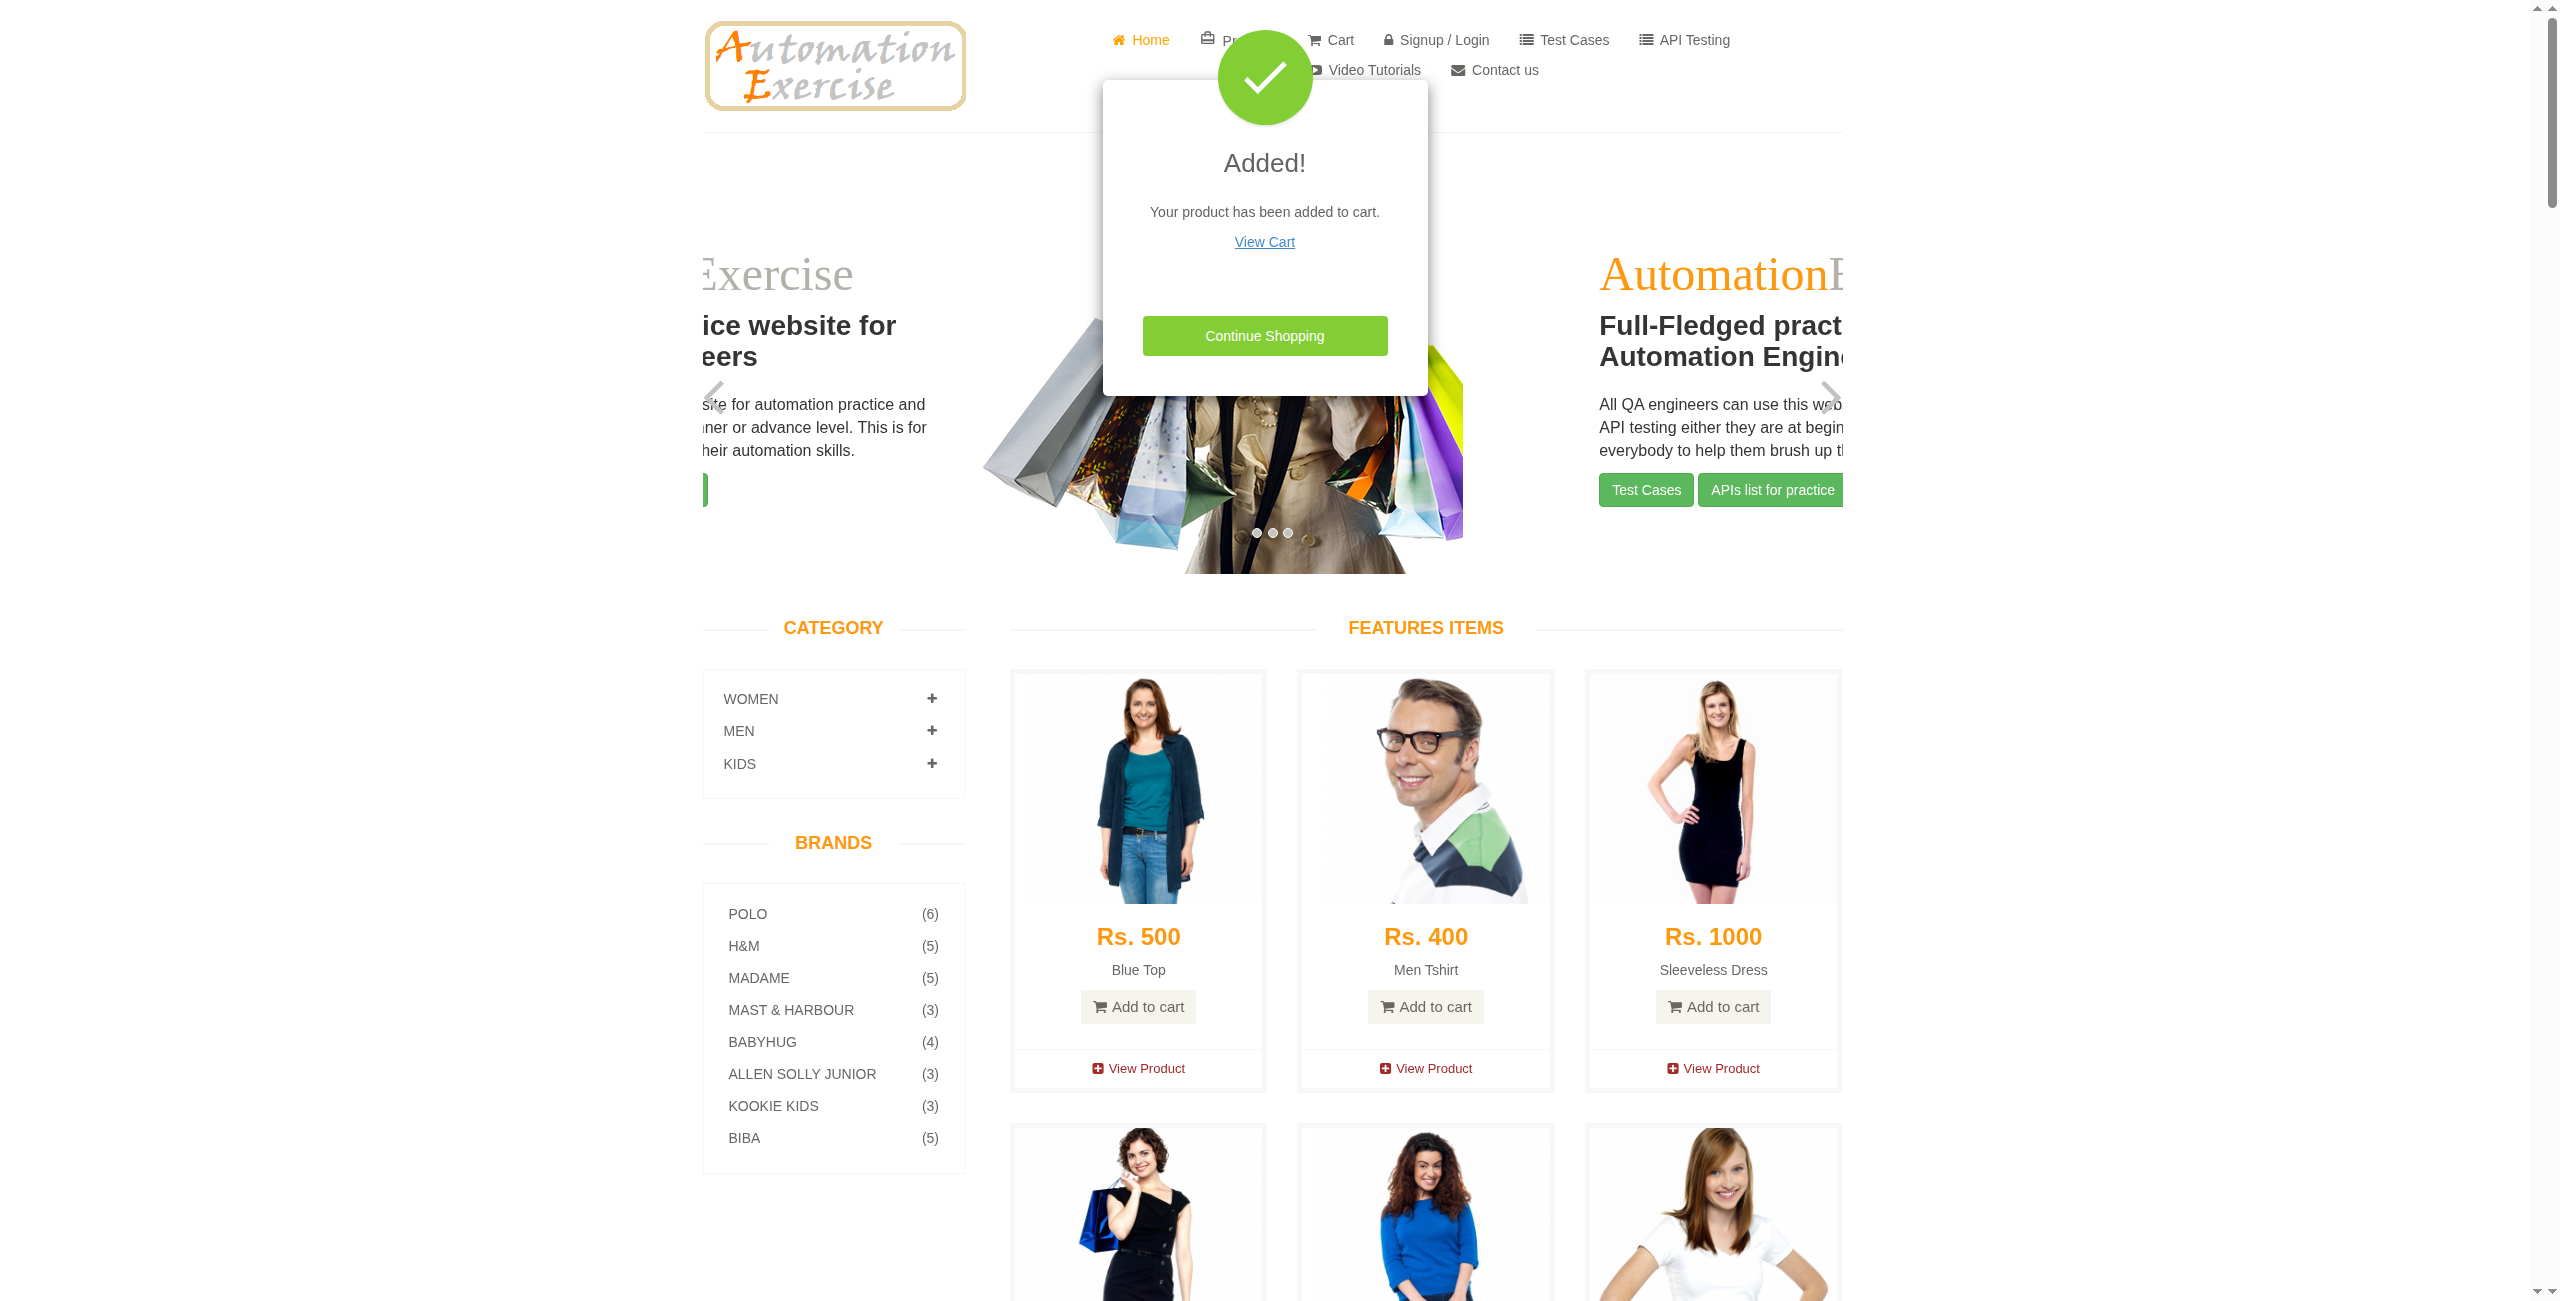 Automation
Exercise
Home
Cart
Signup / Login
Test Cases
API Testing
Video Tutorials
Contact us
Added!
Your product has been added to cart.
View Cart
Continue Shopping
Exercise
ice website for
eers
site for automation practice and
ner or advance level. This is for
heir automation skills.
AutomationE
Full-Fledged pract
Automation Engine
All QA engineers can use this web
API testing either they are at begin
everybody to help them brush up t
Test Cases
APIs list for practice
CATEGORY
WOMEN
MEN
KIDS
BRANDS
POLO (6)
H&M (5)
MADAME (5)
MAST & HARBOUR (3)
BABYHUG (4)
ALLEN SOLLY JUNIOR (3)
KOOKIE KIDS (3)
BIBA (5)
FEATURES ITEMS
Rs. 500
Blue Top
Add to cart
View Product
Rs. 400
Men Tshirt
Add to cart
View Product
Rs. 1000
Sleeveless Dress
Add to cart
View Product